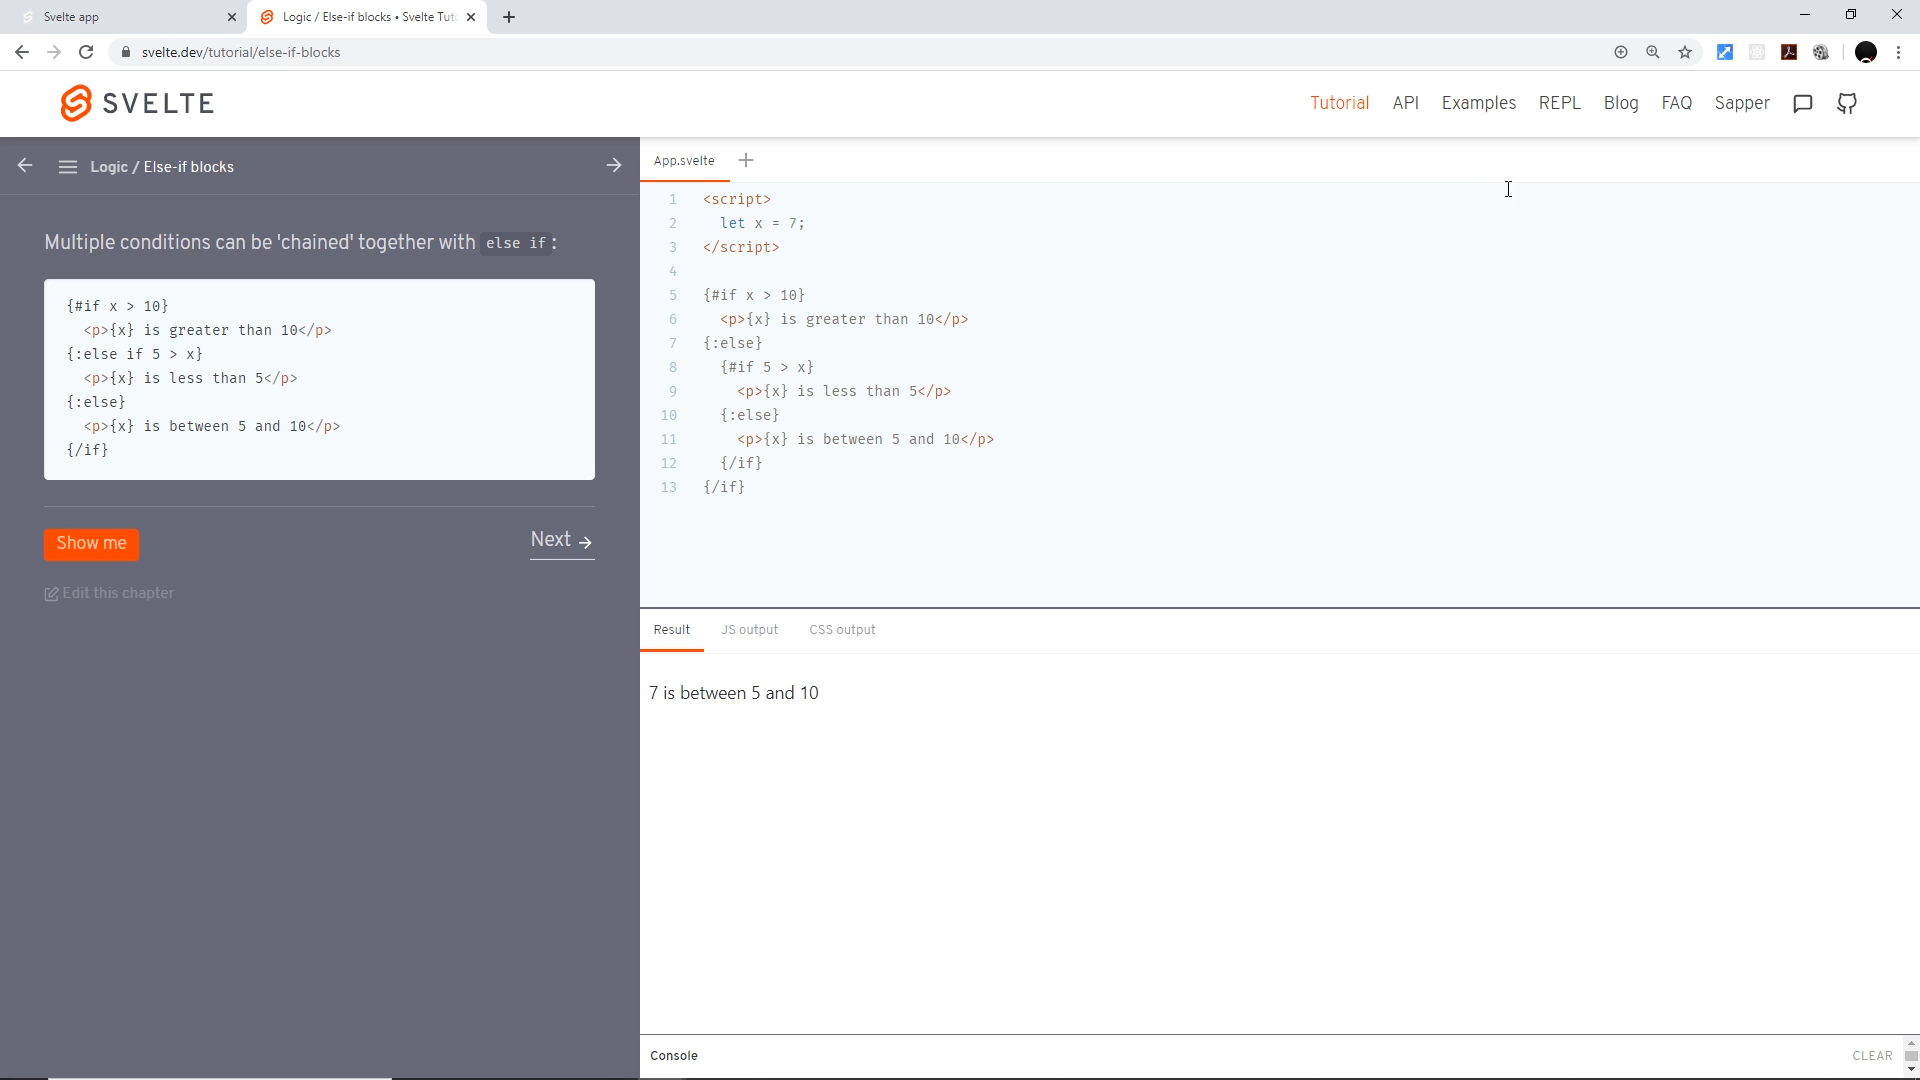 Svelte app
Logic / Else-if blocks • Svelte Tut
svelte.dev/tutorial/else-if-blocks
SVELTE
Tutorial API Examples REPL Blog FAQ Sapper
Logic / Else-if blocks
Multiple conditions can be 'chained' together with else if:
{#if x > 10}
<p>{x} is greater than 10</p>
{:else if 5 > x}
<p>{x} is less than 5</p>
{:else}
<p>{x} is between 5 and 10</p>
{/if}
Show me
Next →
Edit this chapter
App.svelte +
1 <script>
2 let x = 7;
3 </script>
4
5 {#if x > 10}
6 <p>{x} is greater than 10</p>
7 {:else}
8 {#if 5 > x}
9 <p>{x} is less than 5</p>
10 {:else}
11 <p>{x} is between 5 and 10</p>
12 {/if}
13 {/if}
Result JS output CSS output
7 is between 5 and 10
Console
CLEAR